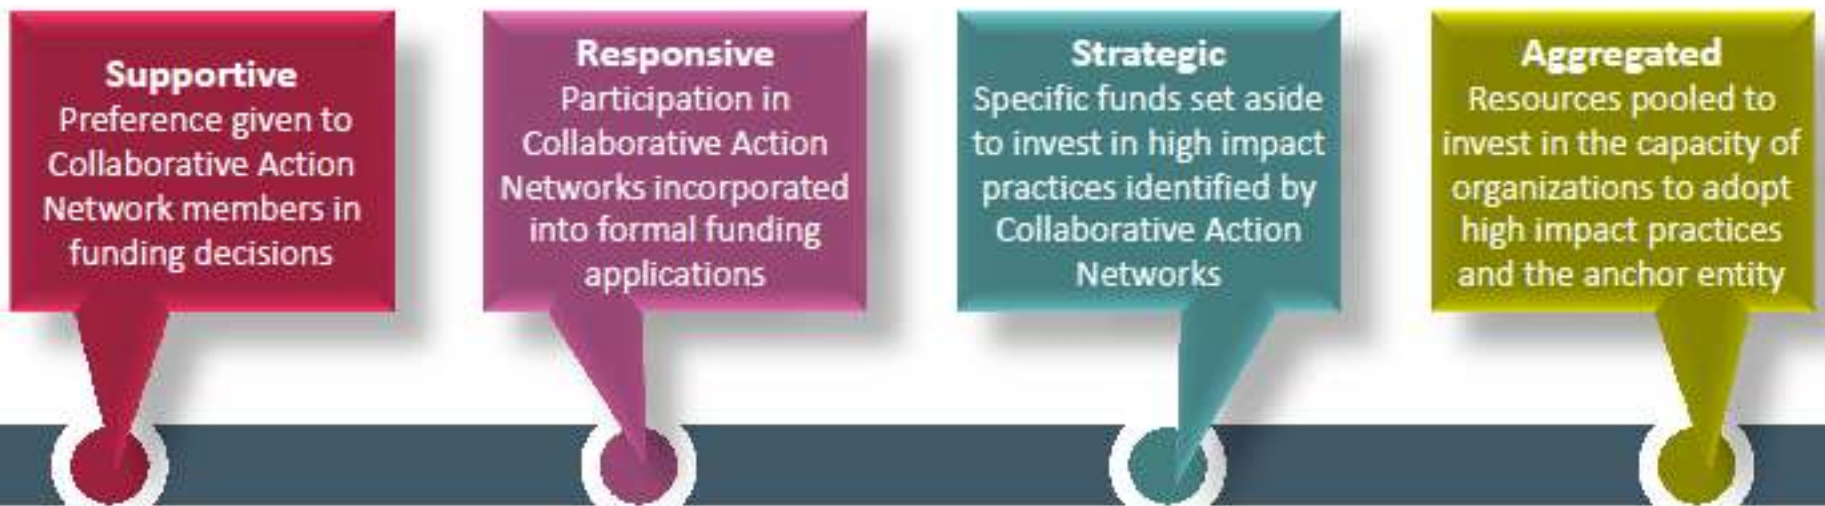 Supportive
Preference given to
Collaborative Action
Network members in
funding decisions
Responsive
Participation in
Collaborative Action
Networks incorporated
into formal funding
applications
Strategic
Specific funds set aside
to invest in high impact
practices identified by
Collaborative Action
Networks
Aggregated
Resources pooled to
invest in the capacity of
organizations to adopt
high impact practices
and the anchor entity